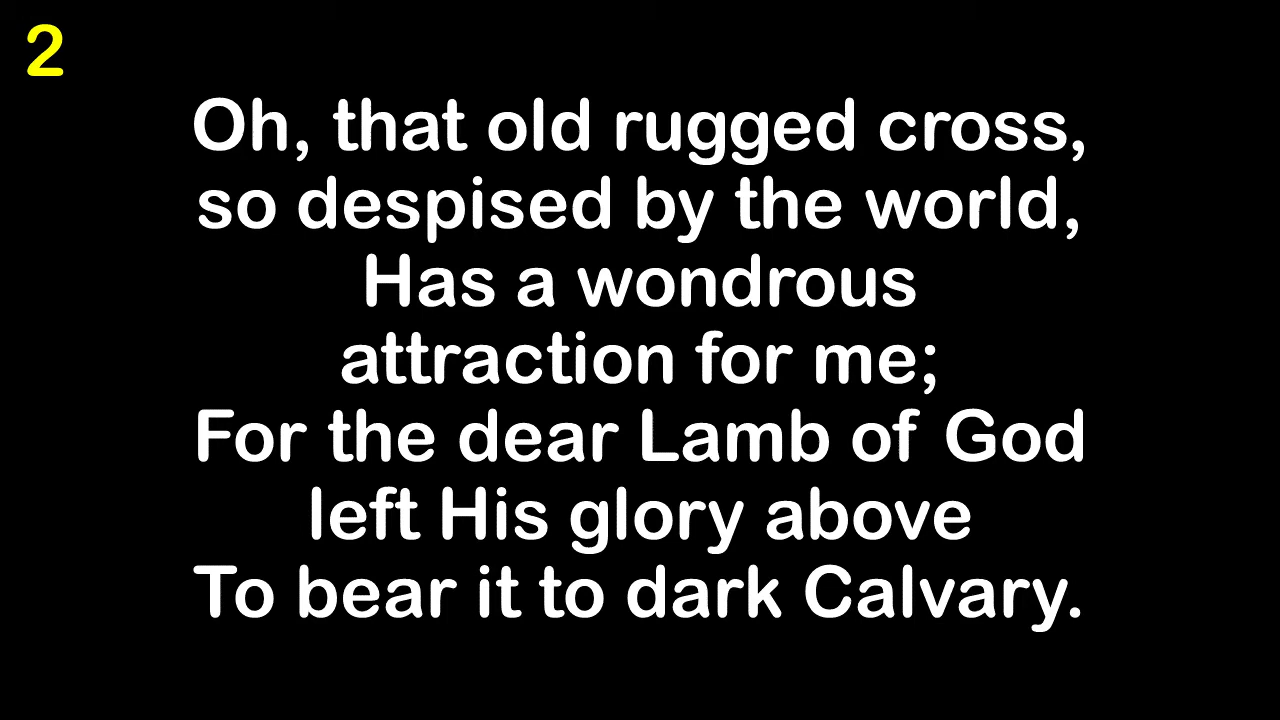 2
Oh, that old rugged cross,
so despised by the world,
Has a wondrous
attraction for me;
For the dear Lamb of God
left His glory above
To bear it to dark Calvary.